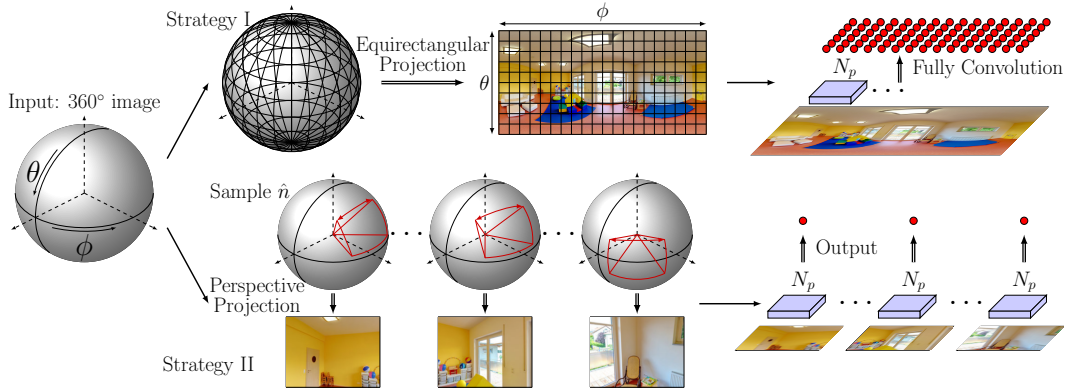 Strategy I
Equirectangular
Projection
ϕ
θ
N_p
. . .
Fully Convolution
Input: 360° image
θ
ϕ
Sample n̂
. . .
. . .
Perspective
Projection
Strategy II
Output
N_p
N_p
N_p
. . .
. . .